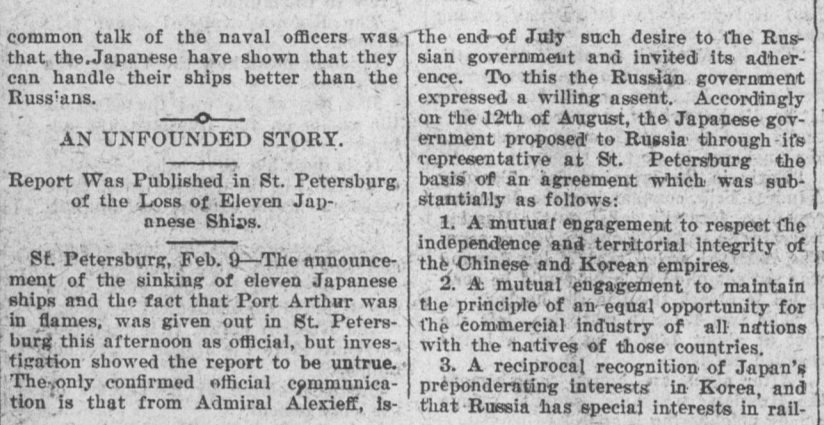 common talk of the naval officers was
that the Japanese have shown that they
can handle their ships better than the
Russians.
AN UNFOUNDED STORY.
Report Was Published in St. Petersburg
of the Loss of Eleven Jap-
anese Ships.
St. Petersburg, Feb. 9—The announce-
ment of the sinking of eleven Japanese
ships and the fact that Port Arthur was
in flames, was given out in St. Peters-
burg this afternoon as official, but inves-
tigation showed the report to be untrue.
The only confirmed official communica-
tion is that from Admiral Alexieff, is-
the end of July such desire to the Rus-
sian government and invited its adher-
ence. To this the Russian government
expressed a willing assent. Accordingly
on the 12th of August, the Japanese gov-
ernment proposed to Russia through its
representative at St. Petersburg the
basis of an agreement which was sub-
stantially as follows:
1. A mutual engagement to respect the
independence and territorial integrity of
the Chinese and Korean empires.
2. A mutual engagement to maintain
the principle of an equal opportunity for
the commercial industry of all nations
with the natives of those countries.
3. A reciprocal recognition of Japan's
preponderating interests in Korea, and
that Russia has special interests in rail-